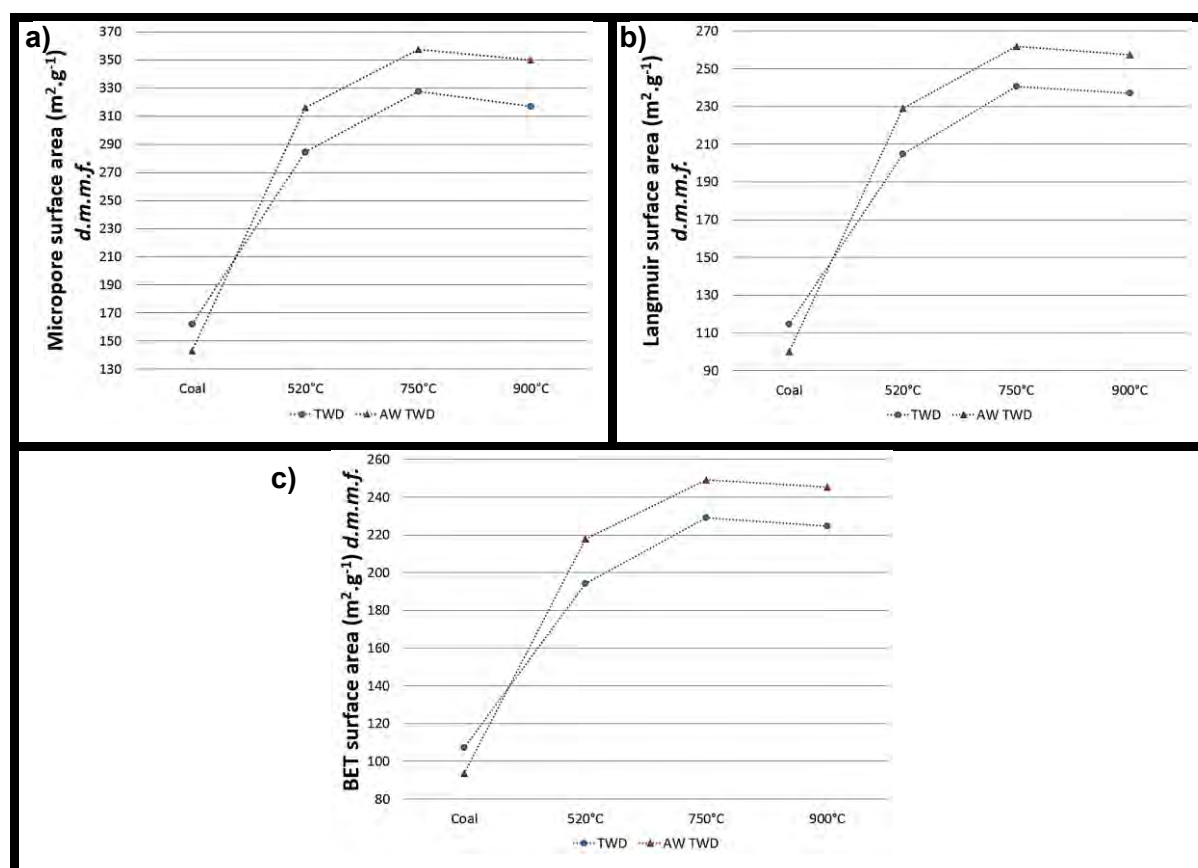 a)
Micropore surface area (m².g⁻¹)
d.m.m.f.
370
350
330
310
290
270
250
230
210
190
170
150
130
Coal 520°C 750°C 900°C
TWD AW TWD
b)
Langmuir surface area (m².g⁻¹)
d.m.m.f.
270
250
230
210
190
170
150
130
110
90
Coal 520°C 750°C 900°C
TWD AW TWD
c)
BET surface area (m².g⁻¹) d.m.m.f.
260
240
220
200
180
160
140
120
100
80
Coal 520°C 750°C 900°C
TWD AW TWD